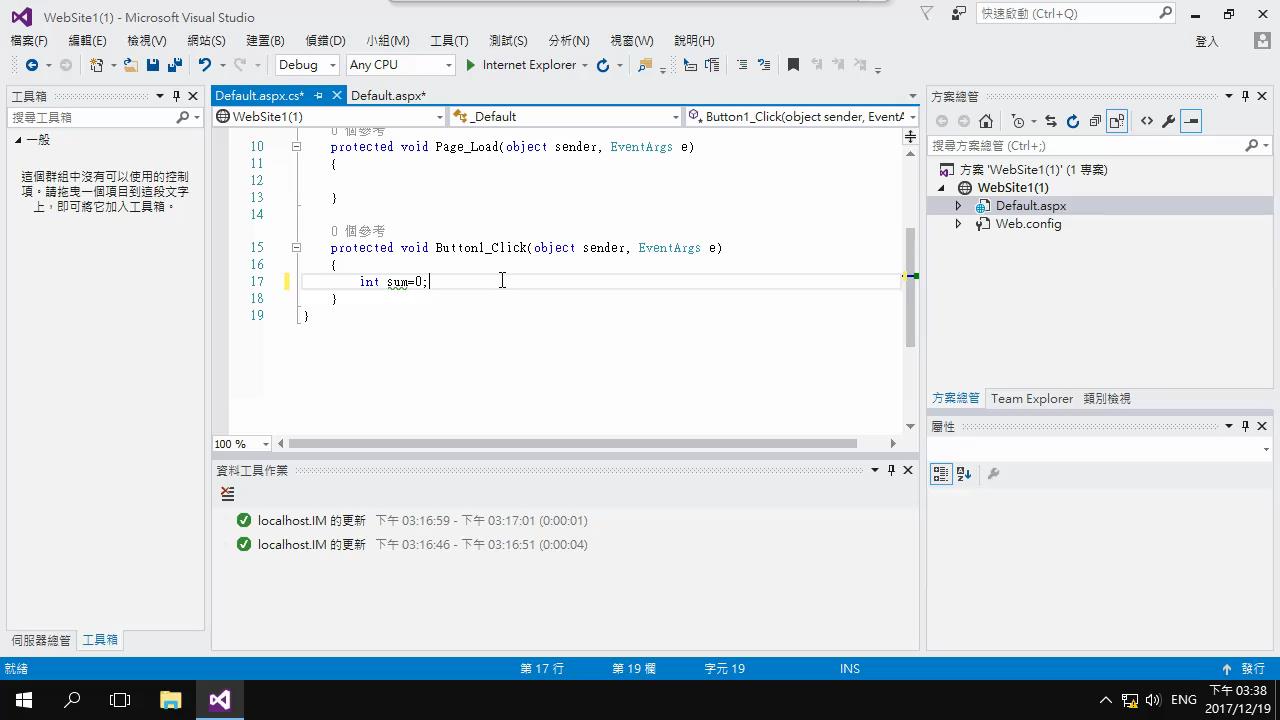 WebSite1(1) - Microsoft Visual Studio
快速啟動 (Ctrl+Q)
檔案(F) 編輯(E) 檢視(V) 網站(S) 建置(B) 偵錯(D) 小組(M) 工具(T) 測試(S) 分析(N) 視窗(W) 說明(H)
登入
Debug Any CPU Internet Explorer
工具箱
搜尋工具箱
一般
這個群組中沒有可以使用的控制
項。請拖曳一個項目到這段文字
上，即可將它加入工具箱。
伺服器總管 工具箱
Default.aspx.cs* Default.aspx*
WebSite1(1) _Default Button1_Click(object sender, EventA
0 個參考
10 protected void Page_Load(object sender, EventArgs e)
11 {
12
13 }
14
0 個參考
15 protected void Button1_Click(object sender, EventArgs e)
16 {
17 int sum=0;
18 }
19 }
100 %
資料工具作業
localhost.IM 的更新 下午 03:16:59 - 下午 03:17:01 (0:00:01)
localhost.IM 的更新 下午 03:16:46 - 下午 03:16:51 (0:00:04)
方案總管
搜尋方案總管 (Ctrl+;)
方案 'WebSite1(1)' (1 專案)
WebSite1(1)
Default.aspx
Web.config
方案總管 Team Explorer 類別檢視
屬性
就緒 第 17 行 第 19 欄 字元 19 INS 發行
ENG
下午 03:38
2017/12/19